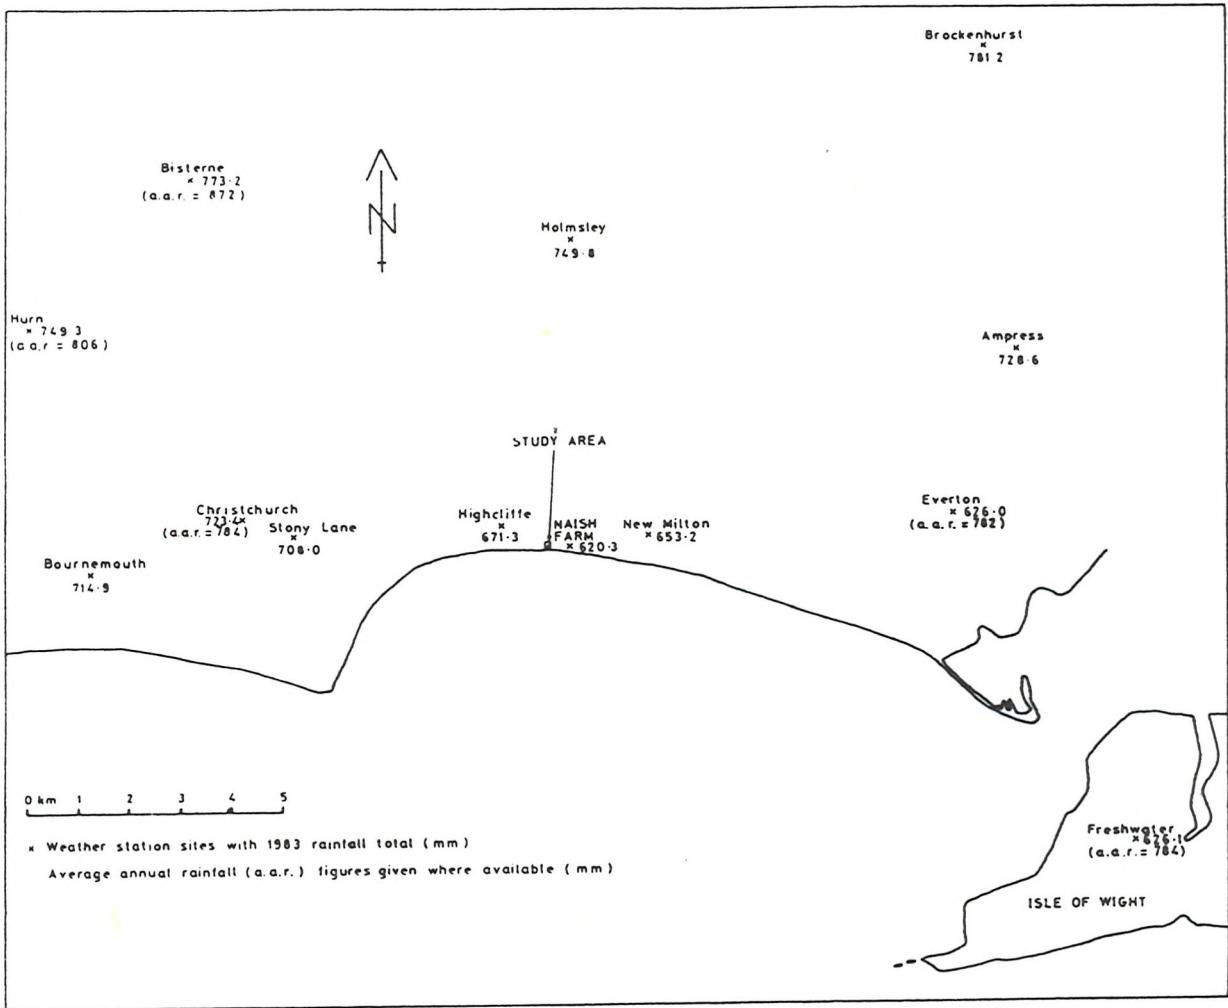 Brockenhurst
781·2
Bisterne
× 773·2
(a.a.r. = 872)
N
Holmsley
749·8
Hurn
× 749 3
(a.a.r = 806)
Ampress
728·6
STUDY AREA
Christchurch
723·4×
(a.a.r. = 784)
Stony Lane
708·0
Highcliffe
671·3
NAISH
FARM
×620·3
New Milton
×653·2
Everton
×626·0
(a.a.r. = 782)
Bournemouth
714·9
0 km 1 2 3 4 5
× Weather station sites with 1983 rainfall total (mm)
Average annual rainfall (a.a.r.) figures given where available (mm)
Freshwater
×626·1
(a.a.r. = 784)
ISLE OF WIGHT